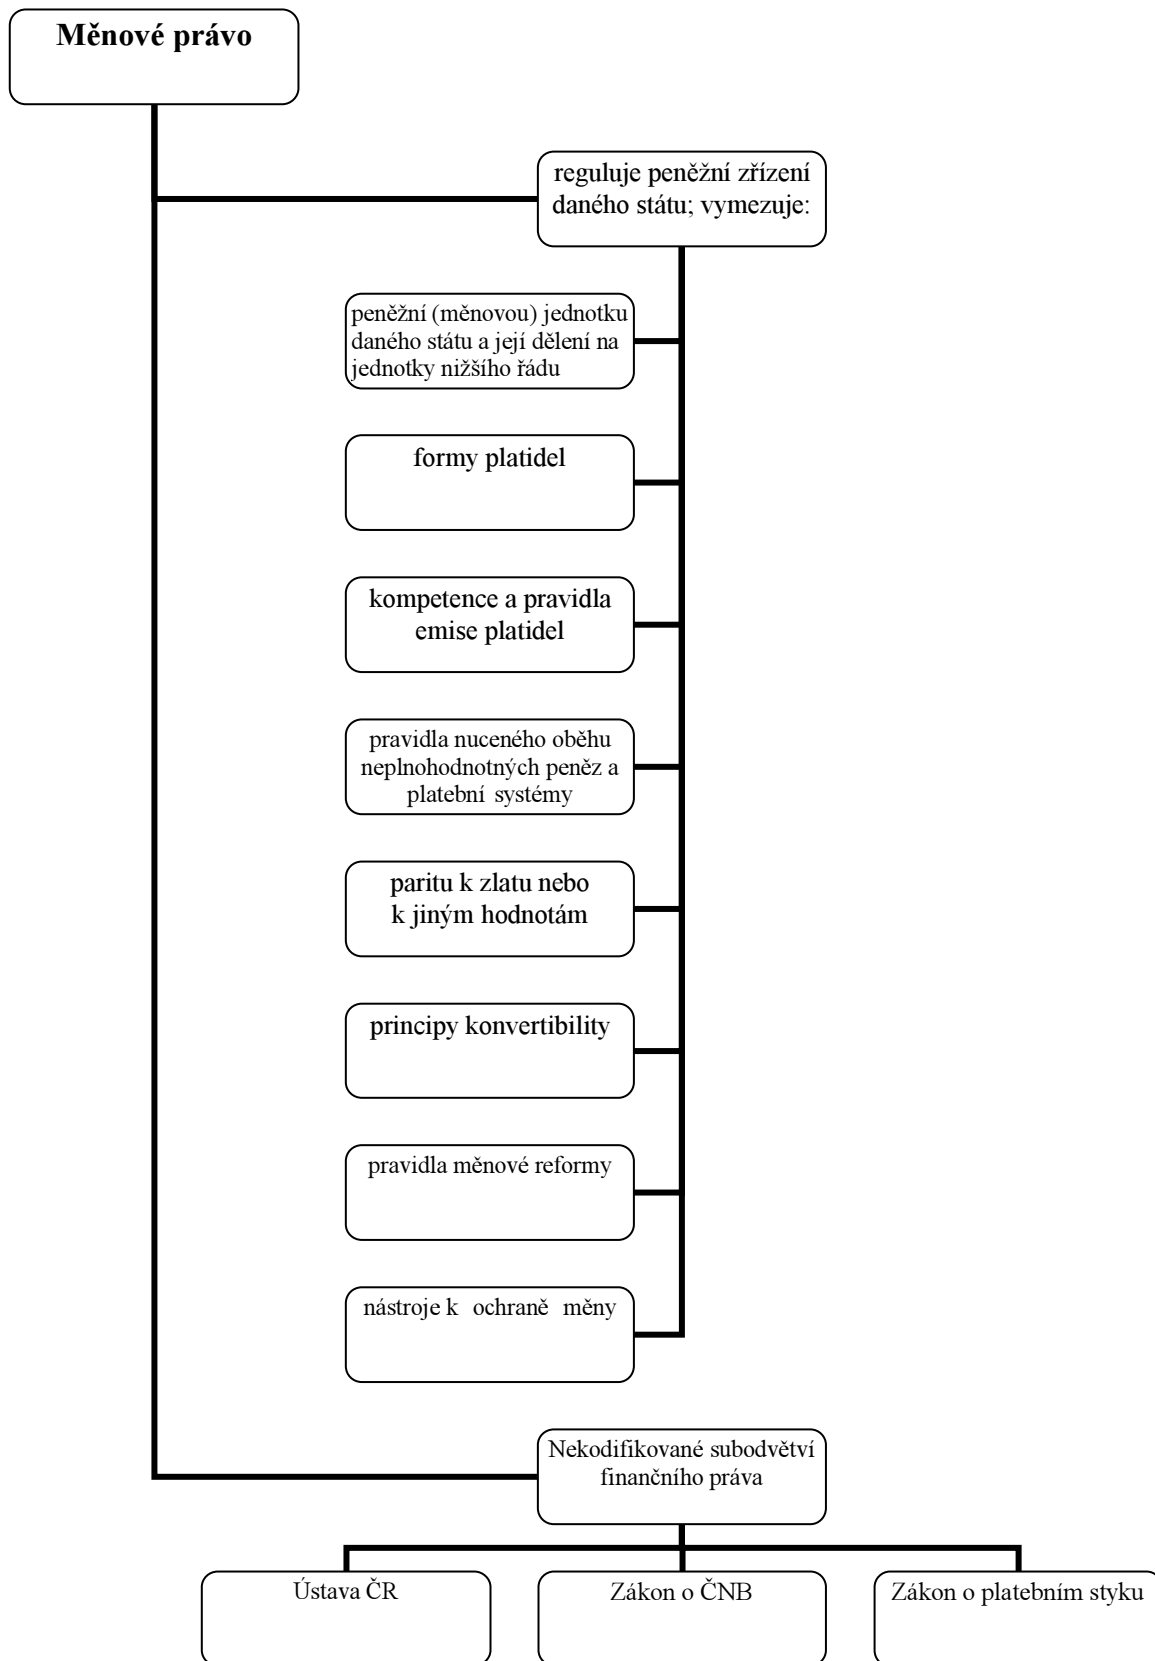 Měnové právo
reguluje peněžní zřízení
daného státu; vymezuje:
peněžní (měnovou) jednotku
daného státu a její dělení na
jednotky nižšího řádu
formy platidel
kompetence a pravidla
emise platidel
pravidla nuceného oběhu
neplnohodnotných peněz a
platební systémy
paritu k zlatu nebo
k jiným hodnotám
principy konvertibility
pravidla měnové reformy
nástroje k ochraně měny
Nekodifikované subodvětví
finančního práva
Ústava ČR
Zákon o ČNB
Zákon o platebním styku